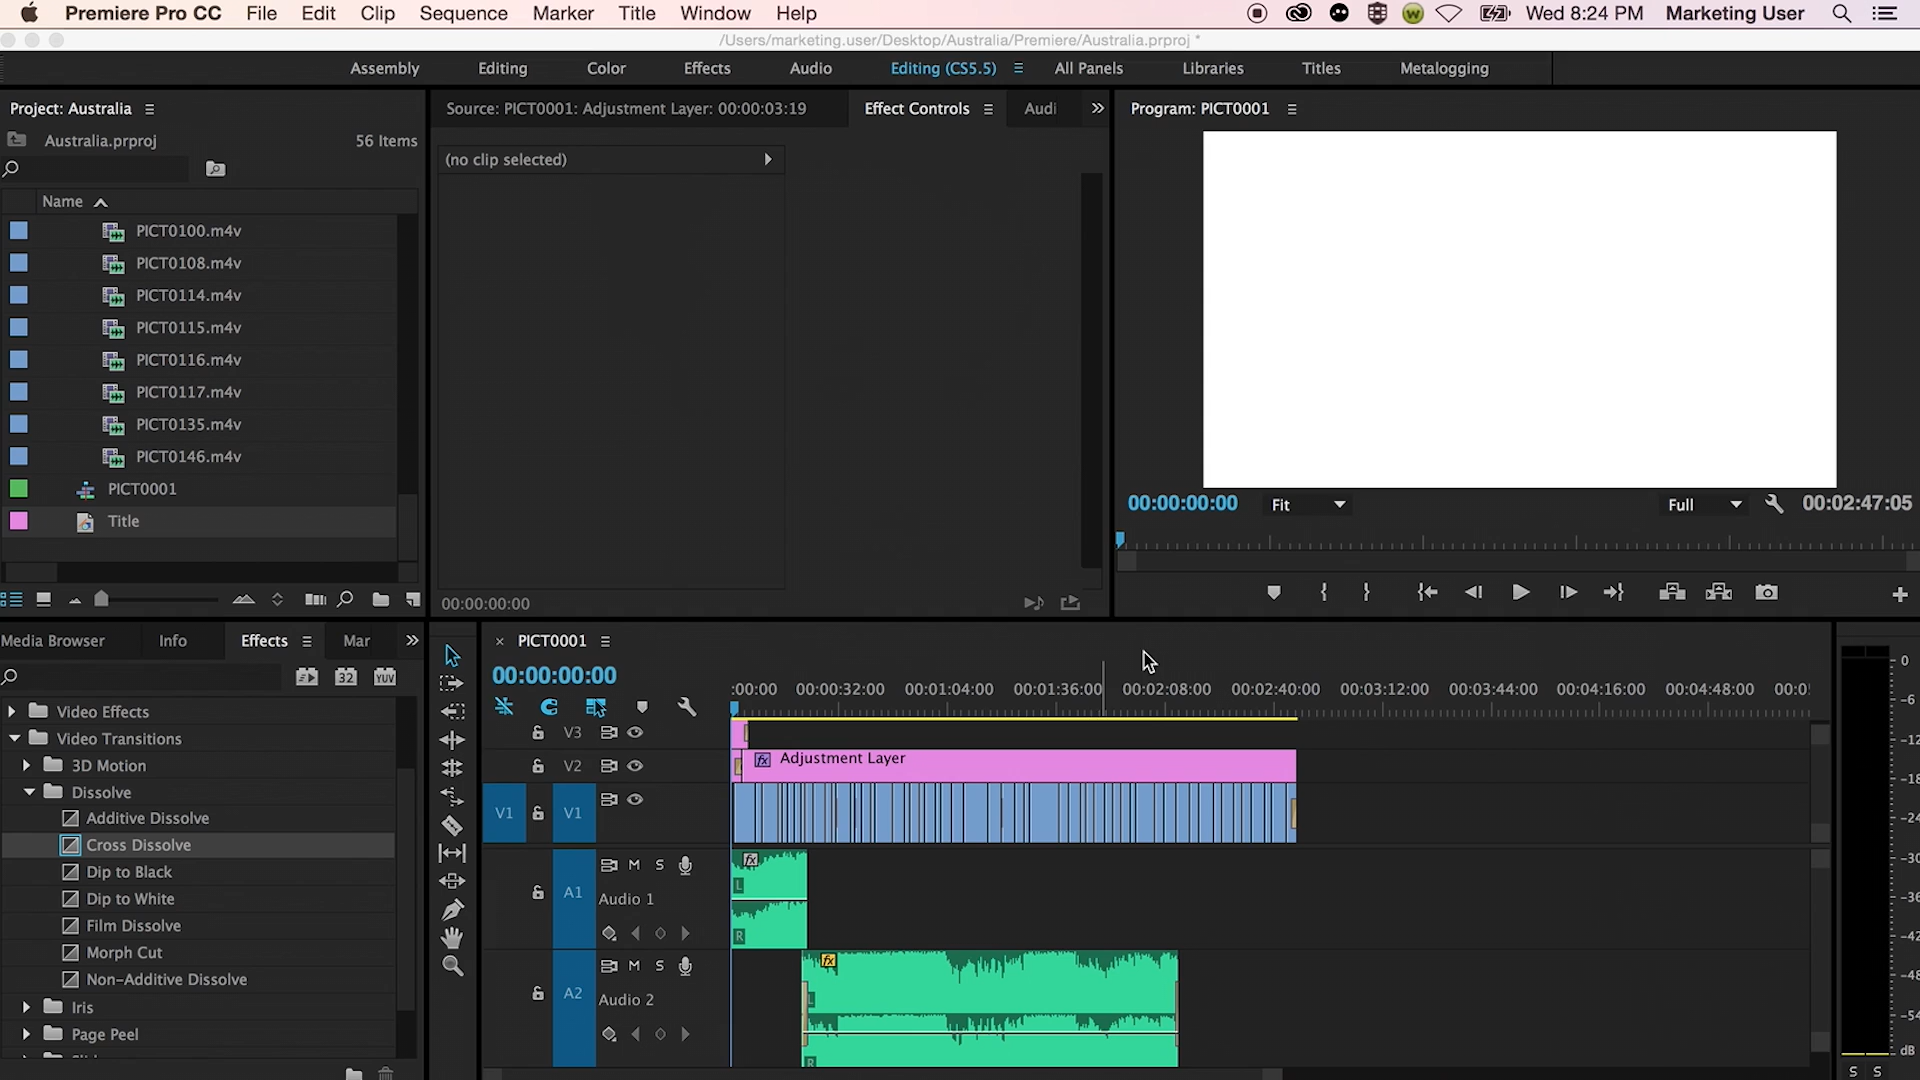 Premiere Pro CC File Edit Clip Sequence Marker Title Window Help Wed 8:24 PM Marketing User
/Users/marketing.user/Desktop/Australia/Premiere/Australia.prproj *
Assembly Editing Color Effects Audio Editing (CS5.5) All Panels Libraries Titles Metalogging
Project: Australia
Australia.prproj 56 Items
Name
PICT0100.m4v
PICT0108.m4v
PICT0114.m4v
PICT0115.m4v
PICT0116.m4v
PICT0117.m4v
PICT0135.m4v
PICT0146.m4v
PICT0001
Title
Source: PICT0001: Adjustment Layer: 00:00:03:19 Effect Controls Audi
(no clip selected)
00:00:00:00
Program: PICT0001
00:00:00:00 Fit Full 00:02:47:05
Media Browser Info Effects Mar
32 YUV
Video Effects
Video Transitions
3D Motion
Dissolve
Additive Dissolve
Cross Dissolve
Dip to Black
Dip to White
Film Dissolve
Morph Cut
Non-Additive Dissolve
Iris
Page Peel
× PICT0001
00:00:00:00
:00:00 00:00:32:00 00:01:04:00 00:01:36:00 00:02:08:00 00:02:40:00 00:03:12:00 00:03:44:00 00:04:16:00 00:04:48:00 00:0
V3
V2 fx Adjustment Layer
V1 V1
A1 M S fx
Audio 1
L
R
A2 M S fx
Audio 2
L
R
0
-6
-12
-18
-24
-30
-36
-42
-48
-54
dB
S S